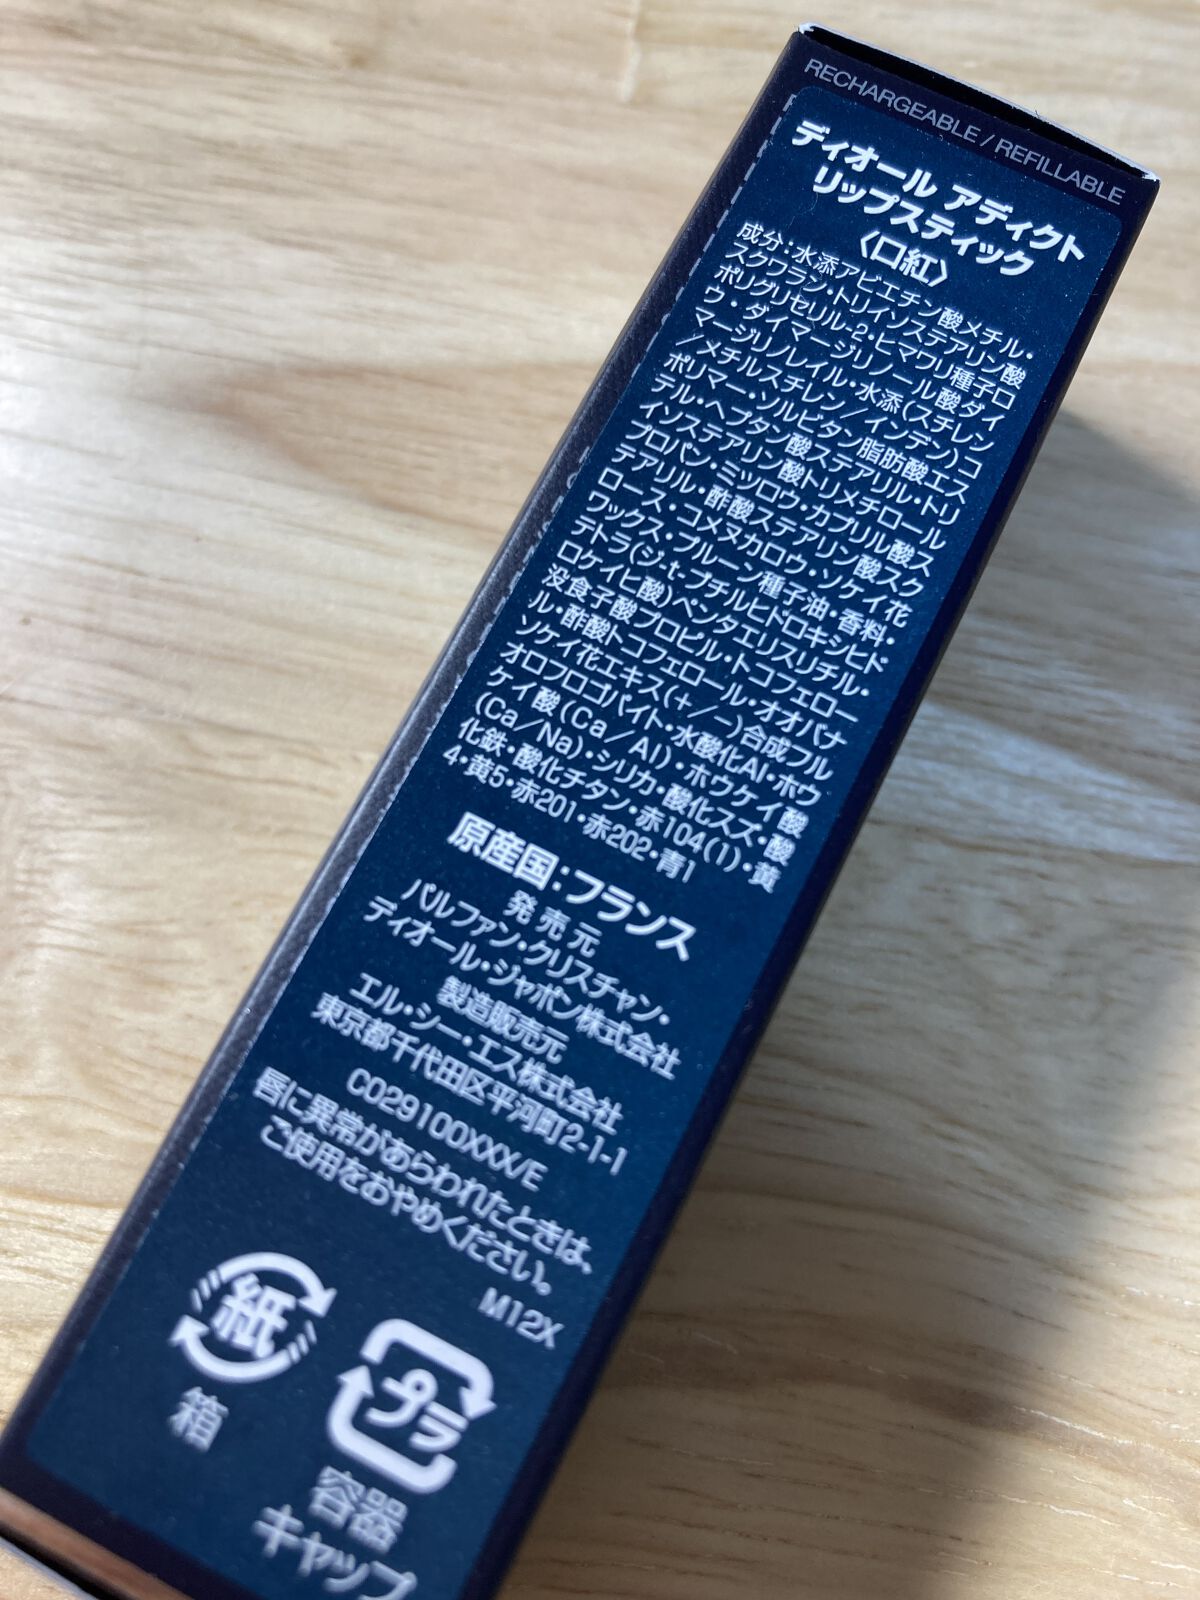 RECHARGEABLE / REFILLABLE
ディオール アディクト
リップスティック
〈口紅〉
成分：水添アビエチン酸メチル・
スクワラン・トリイソステアリン酸
ポリグリセリル-2・ヒマワリ種子ロ
ウ・ダイマージリノール酸ダイ
マージリノレイル・水添(スチレン
/メチルスチレン/インデン)コ
ポリマー・ソルビタン脂肪酸エス
テル・ヘプタン酸ステアリル・トリ
イソステアリン酸トリメチロール
プロパン・ミツロウ・カプリル酸ス
テアリル・酢酸ステアリン酸スク
ロース・コメヌカロウ・ソケイ花
ワックス・プルーン種子油・香料・
テトラ(ジ-t-ブチルヒドロキシヒド
ロケイヒ酸)ペンタエリスリチル・
没食子酸プロピル・トコフェロー
ル・酢酸トコフェロール・オオバナ
ソケイ花エキス(+/−)合成フル
オロフロゴパイト・水酸化Al・ホウ
ケイ酸(Ca/Al)・ホウケイ酸
(Ca/Na)・シリカ・酸化スズ・酸
化鉄・酸化チタン・赤104(1)・黄
4・黄5・赤201・赤202・青1
原産国：フランス
発売元
パルファン・クリスチャン・
ディオール・ジャポン株式会社
製造販売元
エル・シー・エス株式会社
東京都千代田区平河町2-1-1
C029100XXX/E
唇に異常があらわれたときは、
ご使用をおやめください。
M12X
紙
箱
プラ
容器
キャップ